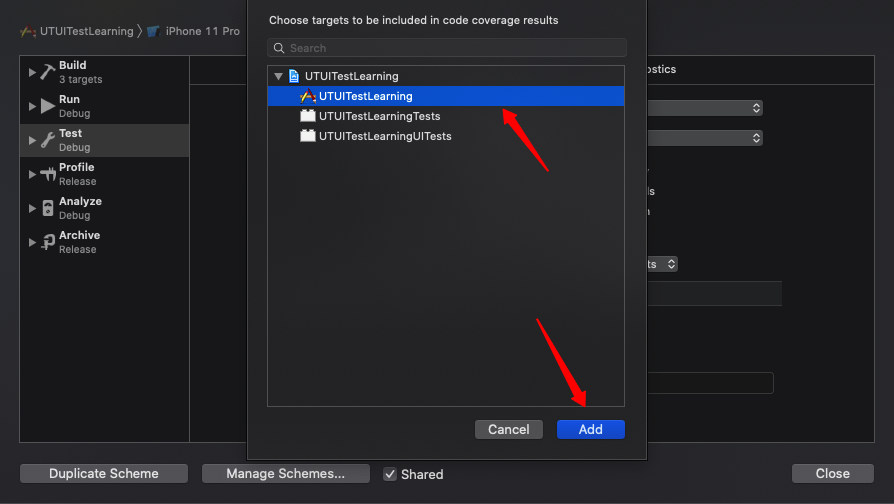 Choose targets to be included in code coverage results
UTUITestLearning
iPhone 11 Pro
Search
Build
3 targets
Run
Debug
Test
Debug
Profile
Release
Analyze
Debug
Archive
Release
UTUITestLearning
UTUITestLearning
UTUITestLearningTests
UTUITestLearningUITests
Cancel
Add
Duplicate Scheme
Manage Schemes...
Shared
Close